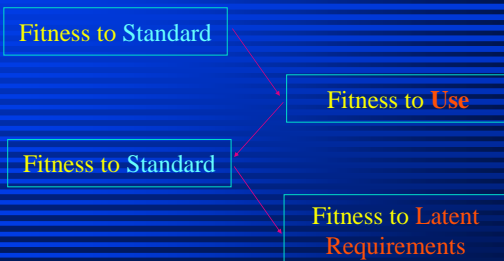 Fitness to Standard
Fitness to Use
Fitness to Standard
Fitness to Latent
Requirements